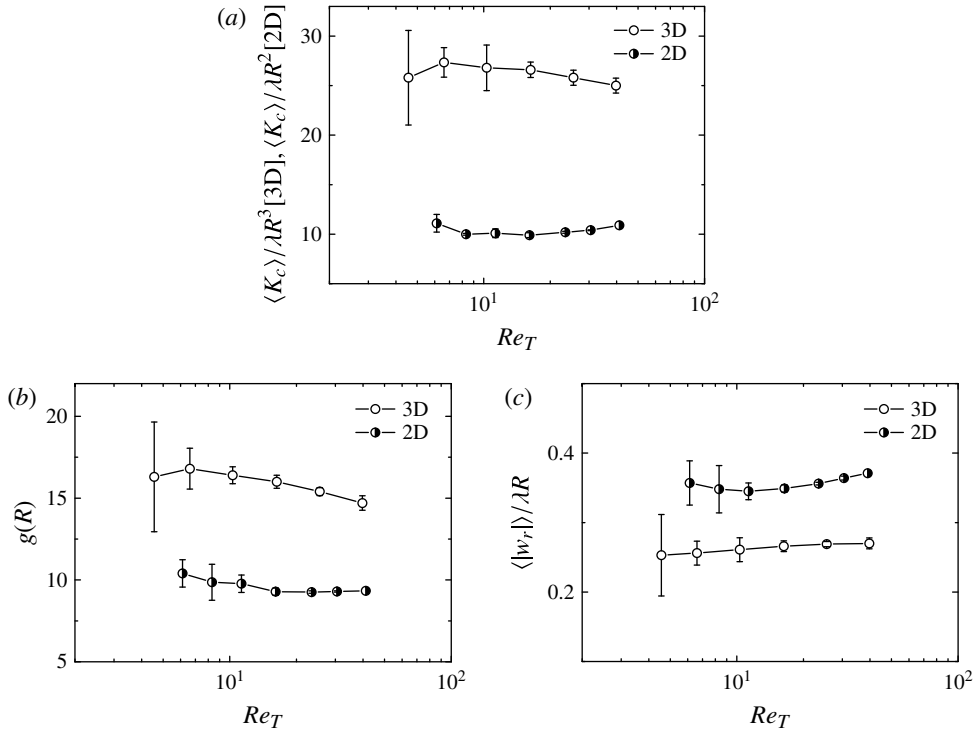 (a)
30
20
10
10^1
10^2
3D
2D
⟨K_c⟩/λR^3[3D], ⟨K_c⟩/λR^2[2D]
Re_T
(b)
20
15
10
5
10^1
10^2
3D
2D
g(R)
Re_T
(c)
0.4
0.2
10^1
10^2
3D
2D
⟨|w_r|⟩/λR
Re_T